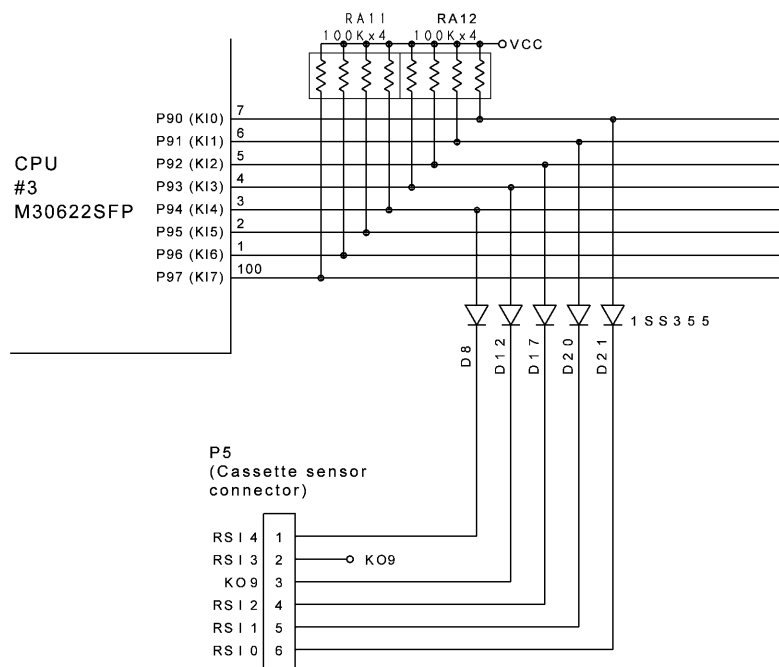 RA11 RA12
100Kx4 100Kx4
VCC
P90 (KI0) 7
P91 (KI1) 6
P92 (KI2) 5
P93 (KI3) 4
P94 (KI4) 3
P95 (KI5) 2
P96 (KI6) 1
P97 (KI7) 100
CPU
#3
M30622SFP
1SS355
D8
D12
D17
D20
D21
P5
(Cassette sensor
connector)
RSI4 1
RSI3 2 KO9
KO9 3
RSI2 4
RSI1 5
RSI0 6